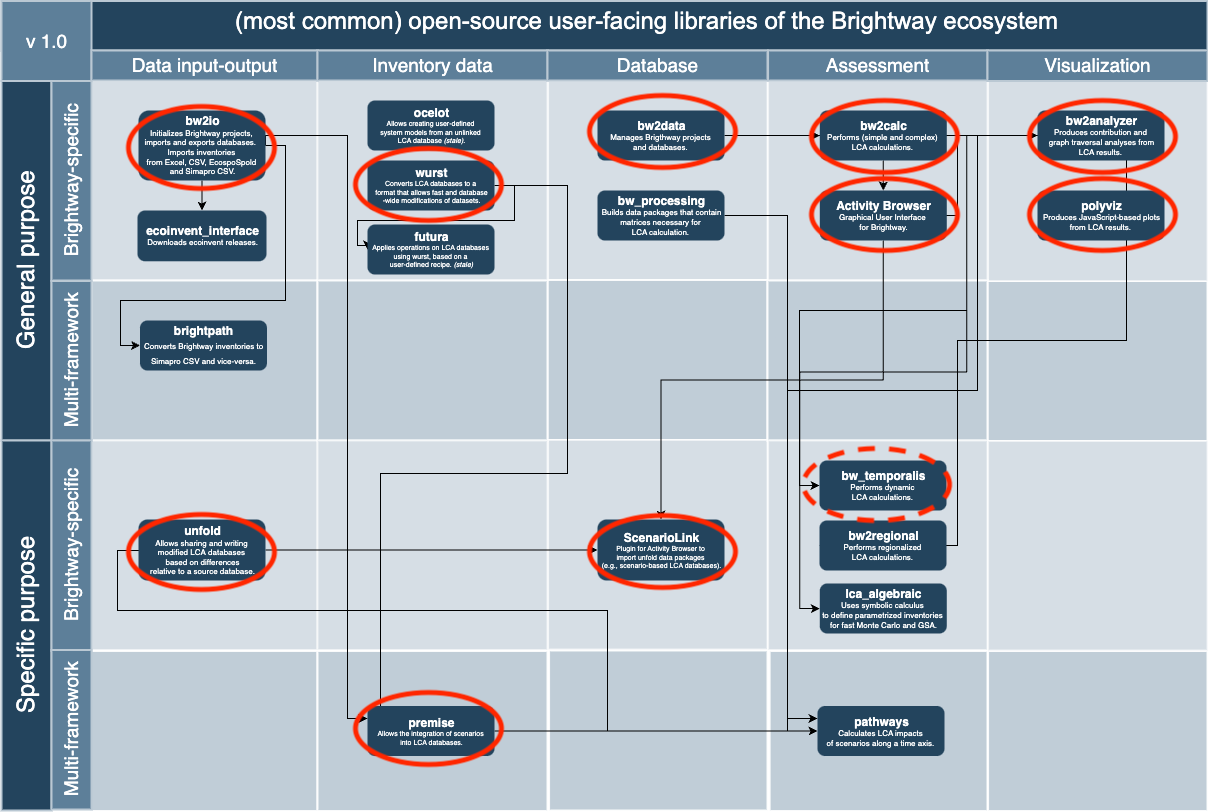 (most common) open-source user-facing libraries of the Brightway ecosystem
v 1.0
Data input-output
Inventory data
Database
Assessment
Visualization
General purpose
Brightway-specific
bw2io
Initializes Brightway projects,
imports and exports databases.
Imports inventories
from Excel, CSV, EcospoSpold
and Simapro CSV.
ecoinvent_interface
Downloads ecoinvent releases.
ocelot
Allows creating user-defined
system models from an unlinked
LCA database (stale).
wurst
Converts LCA databases to a
format that allows fast and database
-wide modifications of datasets.
futura
Applies operations on LCA databases
using wurst, based on a
user-defined recipe. (stale)
bw2data
Manages Brigthway projects
and databases.
bw_processing
Builds data packages that contain
matrices necessary for
LCA calculation.
bw2calc
Performs (simple and complex)
LCA calculations.
Activity Browser
Graphical User Interface
for Brightway.
bw2analyzer
Produces contribution and
graph traversal analyses from
LCA results.
polyviz
Produces JavaScript-based plots
from LCA results.
Multi-framework
brightpath
Converts Brightway inventories to
Simapro CSV and vice-versa.
Specific purpose
Brightway-specific
unfold
Allows sharing and writing
modified LCA databases
based on differences
relative to a source database.
ScenarioLink
Plugin for Activity Browser to
import unfold data packages
(e.g., scenario-based LCA databases).
bw_temporalis
Performs dynamic
LCA calculations.
bw2regional
Performs regionalized
LCA calculations.
lca_algebraic
Uses symbolic calculus
to define parametrized inventories
for fast Monte Carlo and GSA.
Multi-framework
premise
Allows the integration of scenarios
into LCA databases.
pathways
Calculates LCA impacts
of scenarios along a time axis.